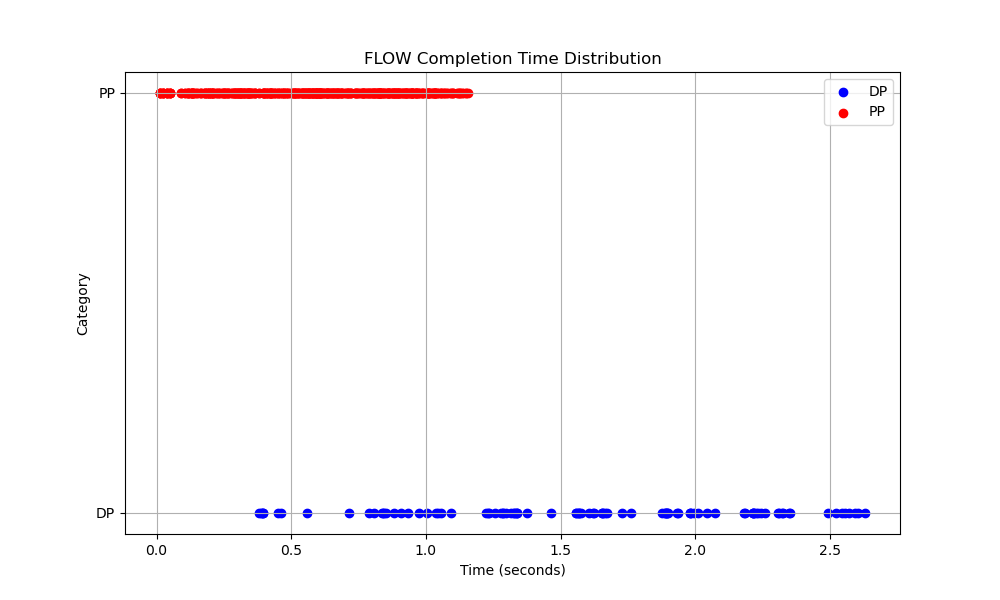 FLOW Completion Time Distribution
PP
DP
PP
Category
DP
0.0 0.5 1.0 1.5 2.0 2.5
Time (seconds)